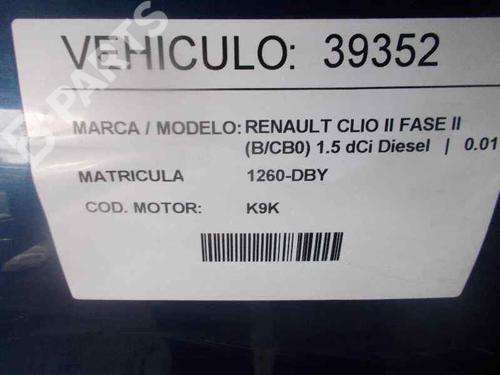 VEHICULO: 39352
MARCA / MODELO: RENAULT CLIO II FASE II
(B/CB0) 1.5 dCi Diesel | 0.01
MATRICULA 1260-DBY
COD. MOTOR: K9K
B-PARTS